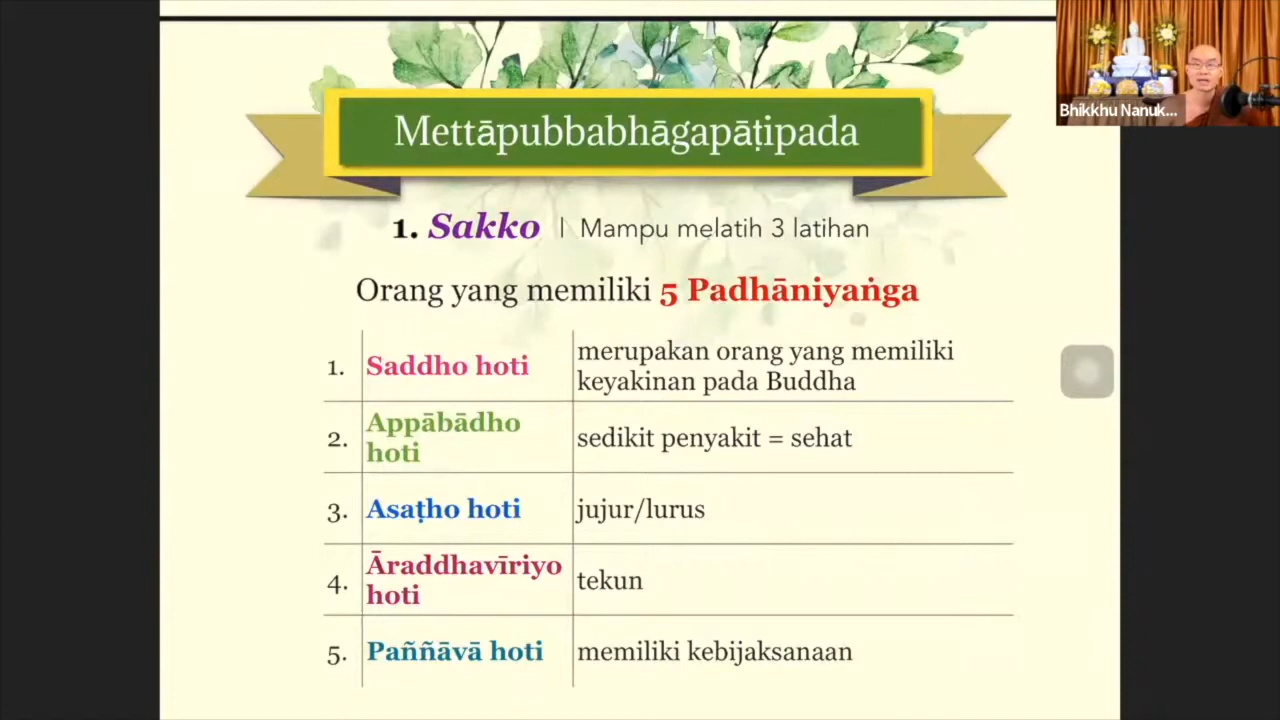 Mettāpubbabhāgapāṭipada
Bhikkhu Nanuk...
1. Sakko | Mampu melatih 3 latihan
Orang yang memiliki 5 Padhāniyaṅga
1. Saddho hoti merupakan orang yang memiliki
keyakinan pada Buddha
2. Appābādho
hoti sedikit penyakit = sehat
3. Asaṭho hoti jujur/lurus
4. Āraddhavīriyo
hoti tekun
5. Paññāvā hoti memiliki kebijaksanaan